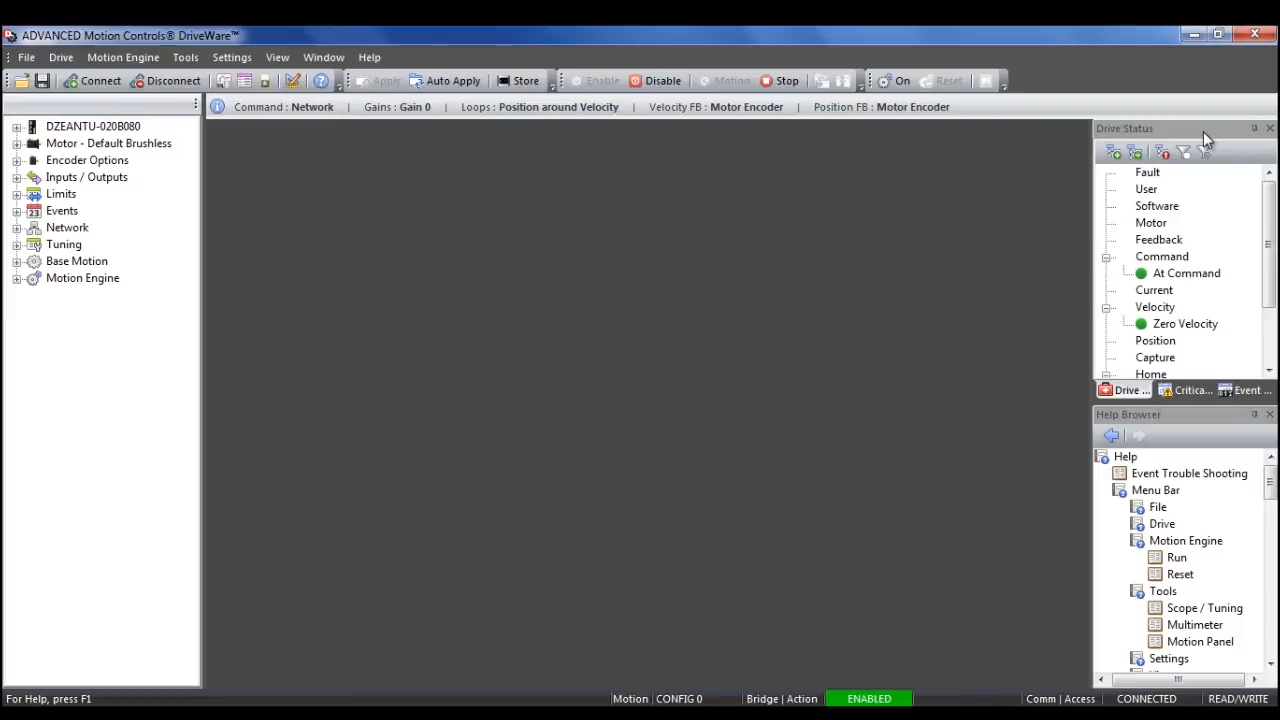 ADVANCED Motion Controls® DriveWare™
File Drive Motion Engine Tools Settings View Window Help
Connect Disconnect Apply Auto Apply Store Enable Disable Motion Stop On Reset
Command : Network | Gains : Gain 0 | Loops : Position around Velocity | Velocity FB : Motor Encoder | Position FB : Motor Encoder
DZEANTU-020B080
Motor - Default Brushless
Encoder Options
Inputs / Outputs
Limits
Events
Network
Tuning
Base Motion
Motion Engine
Drive Status
Fault
User
Software
Motor
Feedback
Command
At Command
Current
Velocity
Zero Velocity
Position
Capture
Home
Drive ... Critica... Event ...
Help Browser
Help
Event Trouble Shooting
Menu Bar
File
Drive
Motion Engine
Run
Reset
Tools
Scope / Tuning
Multimeter
Motion Panel
Settings
For Help, press F1 Motion CONFIG 0 Bridge | Action ENABLED Comm | Access CONNECTED READ/WRITE